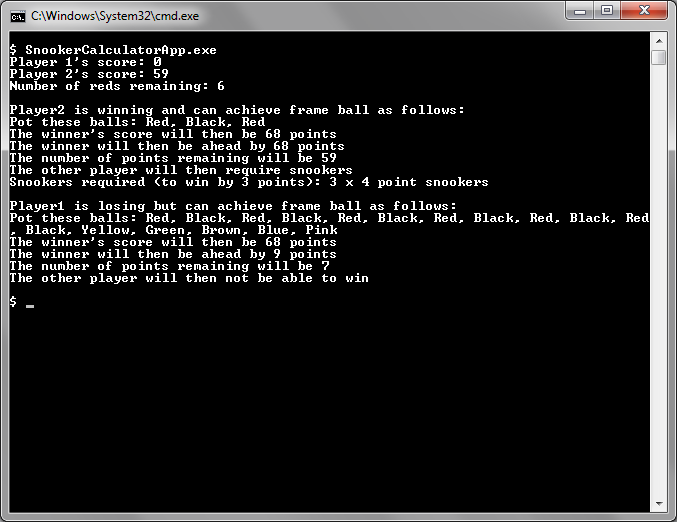 C:\Windows\System32\cmd.exe
$ SnookerCalculatorApp.exe
Player 1's score: 0
Player 2's score: 59
Number of reds remaining: 6
Player2 is winning and can achieve frame ball as follows:
Pot these balls: Red, Black, Red
The winner's score will then be 68 points
The winner will then be ahead by 68 points
The number of points remaining will be 59
The other player will then require snookers
Snookers required (to win by 3 points): 3 x 4 point snookers
Player1 is losing but can achieve frame ball as follows:
Pot these balls: Red, Black, Red, Black, Red, Black, Red, Black, Red, Black, Red
, Black, Yellow, Green, Brown, Blue, Pink
The winner's score will then be 68 points
The winner will then be ahead by 9 points
The number of points remaining will be 7
The other player will then not be able to win
$ _